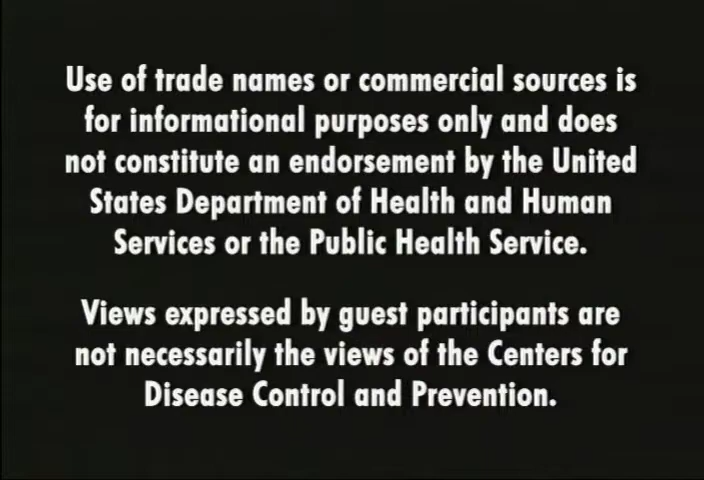 Use of trade names or commercial sources is
for informational purposes only and does
not constitute an endorsement by the United
States Department of Health and Human
Services or the Public Health Service.
Views expressed by guest participants are
not necessarily the views of the Centers for
Disease Control and Prevention.